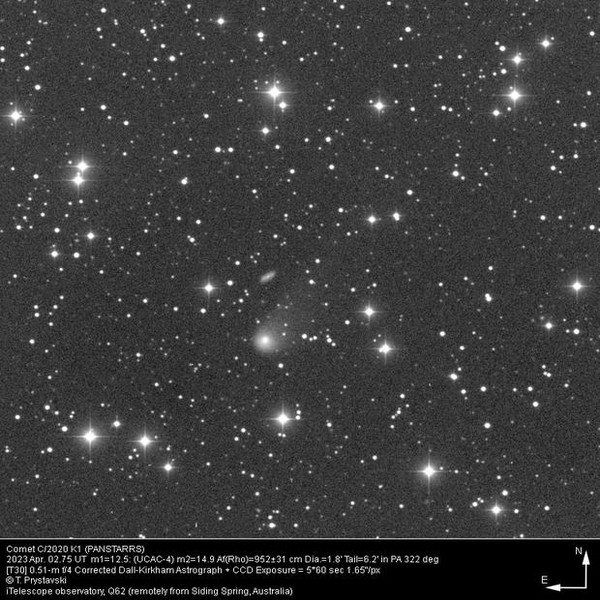 Comet C/2020 K1 (PANSTARRS)
2023 Apr. 02.75 UT m1=12.5: (UCAC-4) m2=14.9 Af(Rho)=952±31 cm Dia.=1.8' Tail=6.2' in PA 322 deg
[T30] 0.51-m f/4 Corrected Dall-Kirkham Astrograph + CCD Exposure = 5*60 sec 1.65"/px
© T. Prystavski
iTelescope observatory, Q62 (remotely from Siding Spring, Australia)
N
E